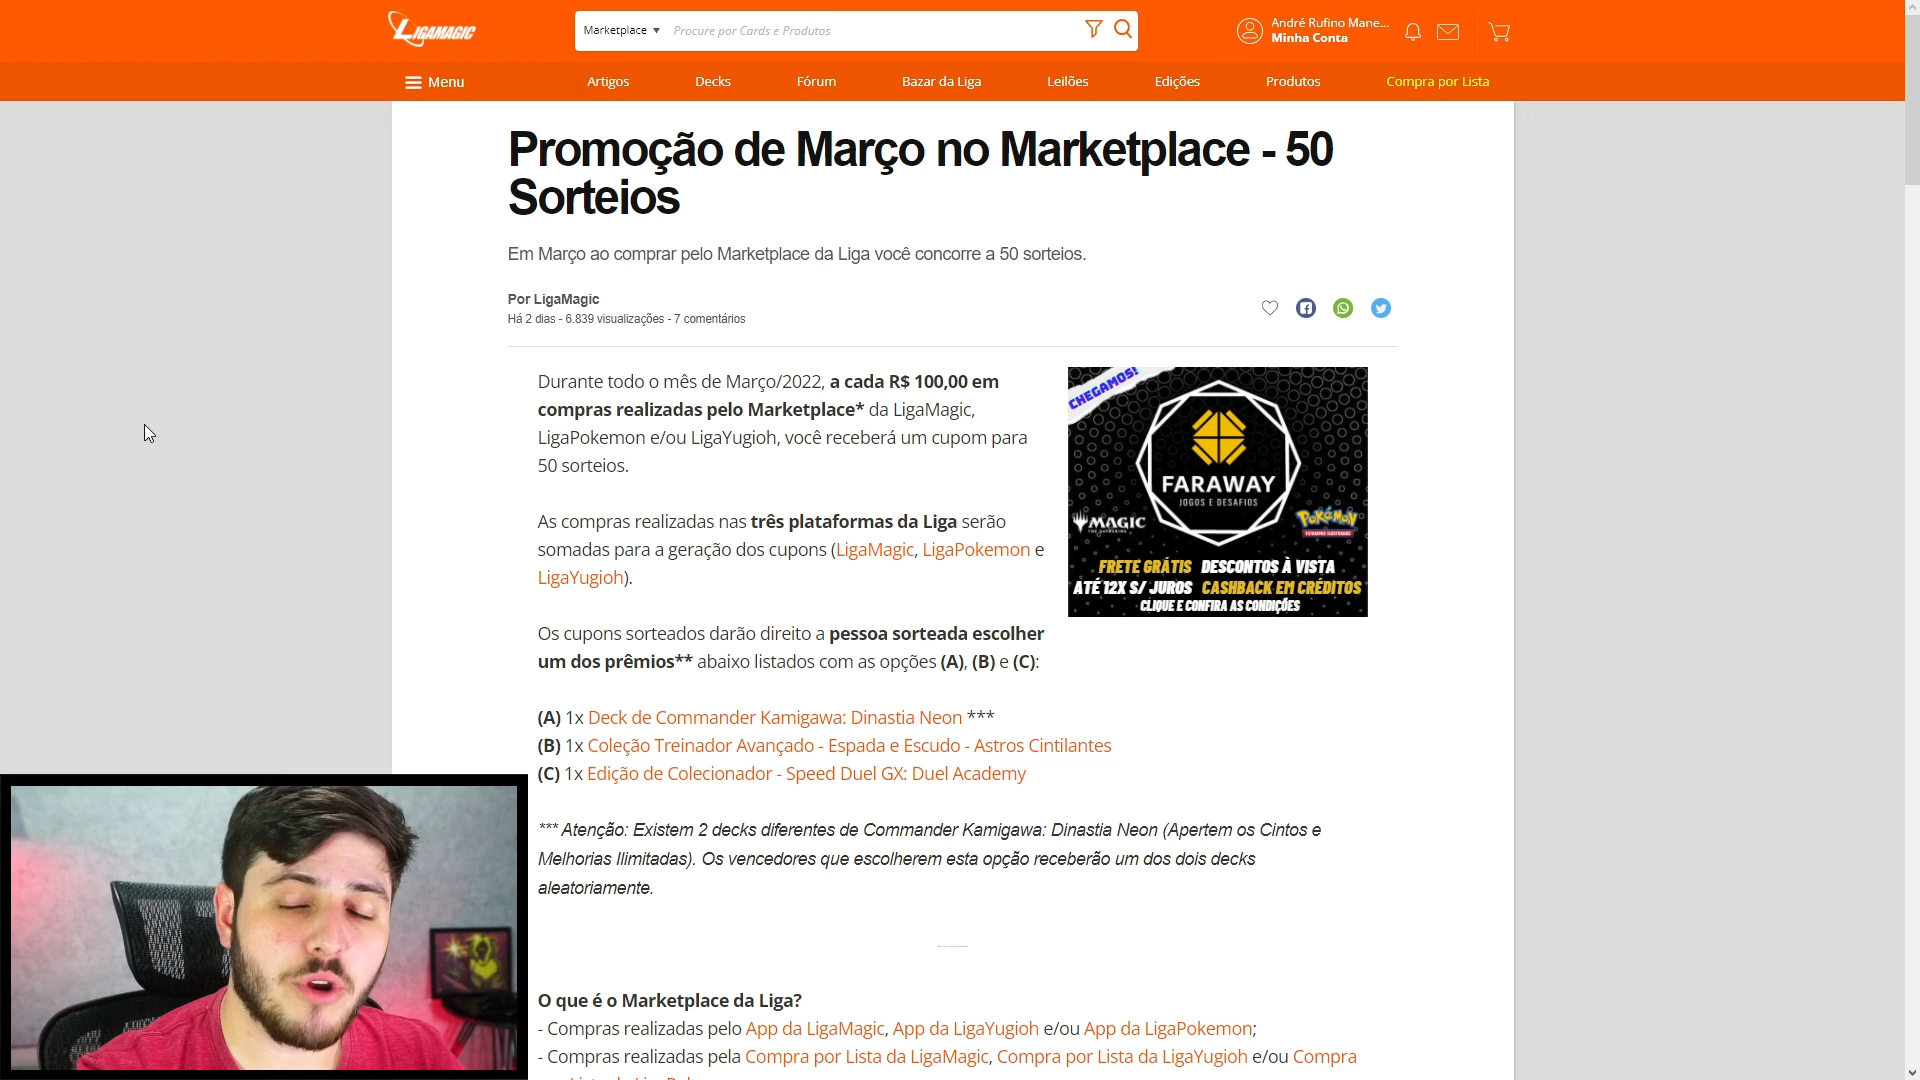 LIGAMAGIC
Marketplace
Procure por Cards e Produtos
André Rufino Mane...
Minha Conta
Menu
Artigos
Decks
Fórum
Bazar da Liga
Leilões
Edições
Produtos
Compra por Lista
Promoção de Março no Marketplace - 50
Sorteios
Em Março ao comprar pelo Marketplace da Liga você concorre a 50 sorteios.
Por LigaMagic
Há 2 dias - 6.839 visualizações - 7 comentários
Durante todo o mês de Março/2022, a cada R$ 100,00 em
compras realizadas pelo Marketplace* da LigaMagic,
LigaPokemon e/ou LigaYugioh, você receberá um cupom para
50 sorteios.
As compras realizadas nas três plataformas da Liga serão
somadas para a geração dos cupons (LigaMagic, LigaPokemon e
LigaYugioh).
Os cupons sorteados darão direito a pessoa sorteada escolher
um dos prêmios** abaixo listados com as opções (A), (B) e (C):
CHEGAMOS!
FARAWAY
JOGOS E DESAFIOS
MAGIC
POKÉMON
FRETE GRÁTIS DESCONTOS À VISTA
ATÉ 12X S/ JUROS CASHBACK EM CRÉDITOS
CLIQUE E CONFIRA AS CONDIÇÕES
(A) 1x Deck de Commander Kamigawa: Dinastia Neon ***
(B) 1x Coleção Treinador Avançado - Espada e Escudo - Astros Cintilantes
(C) 1x Edição de Colecionador - Speed Duel GX: Duel Academy
*** Atenção: Existem 2 decks diferentes de Commander Kamigawa: Dinastia Neon (Apertem os Cintos e
Melhorias Ilimitadas). Os vencedores que escolherem esta opção receberão um dos dois decks
aleatoriamente.
O que é o Marketplace da Liga?
- Compras realizadas pelo App da LigaMagic, App da LigaYugioh e/ou App da LigaPokemon;
- Compras realizadas pela Compra por Lista da LigaMagic, Compra por Lista da LigaYugioh e/ou Compra